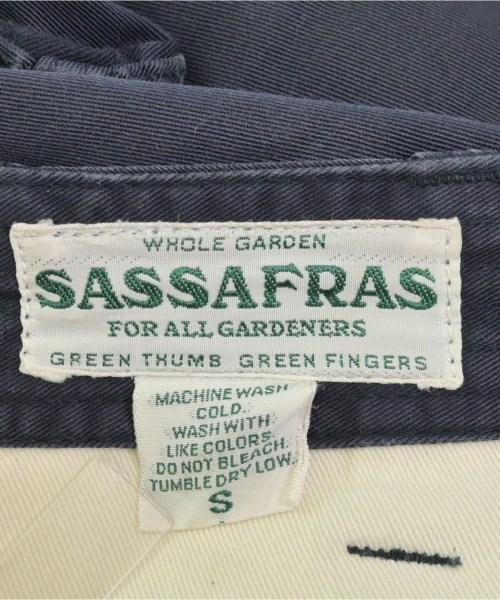 WHOLE GARDEN
SASSAFRAS
FOR ALL GARDENERS
GREEN THUMB GREEN FINGERS
MACHINE WASH
COLD.
WASH WITH
LIKE COLORS.
DO NOT BLEACH.
TUMBLE DRY LOW.
S